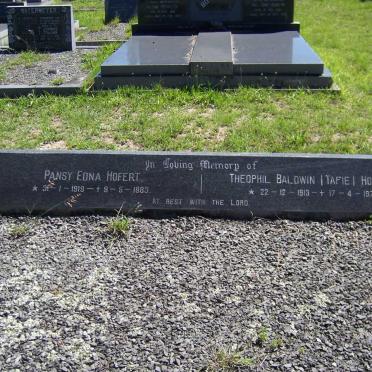 In Loving Memory of
PANSY EDNA HOFERT THEOPHIL BALDWIN (TAFIE) HO
1919 22-12-1913 + 17-4-
AT REST WITH THE LORD.